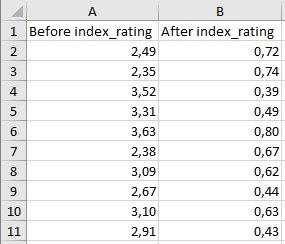 A B
1 Before index_rating After index_rating
2 2,49 0,72
3 2,35 0,74
4 3,52 0,39
5 3,31 0,49
6 3,63 0,80
7 2,38 0,67
8 3,09 0,62
9 2,67 0,44
10 3,10 0,63
11 2,91 0,43